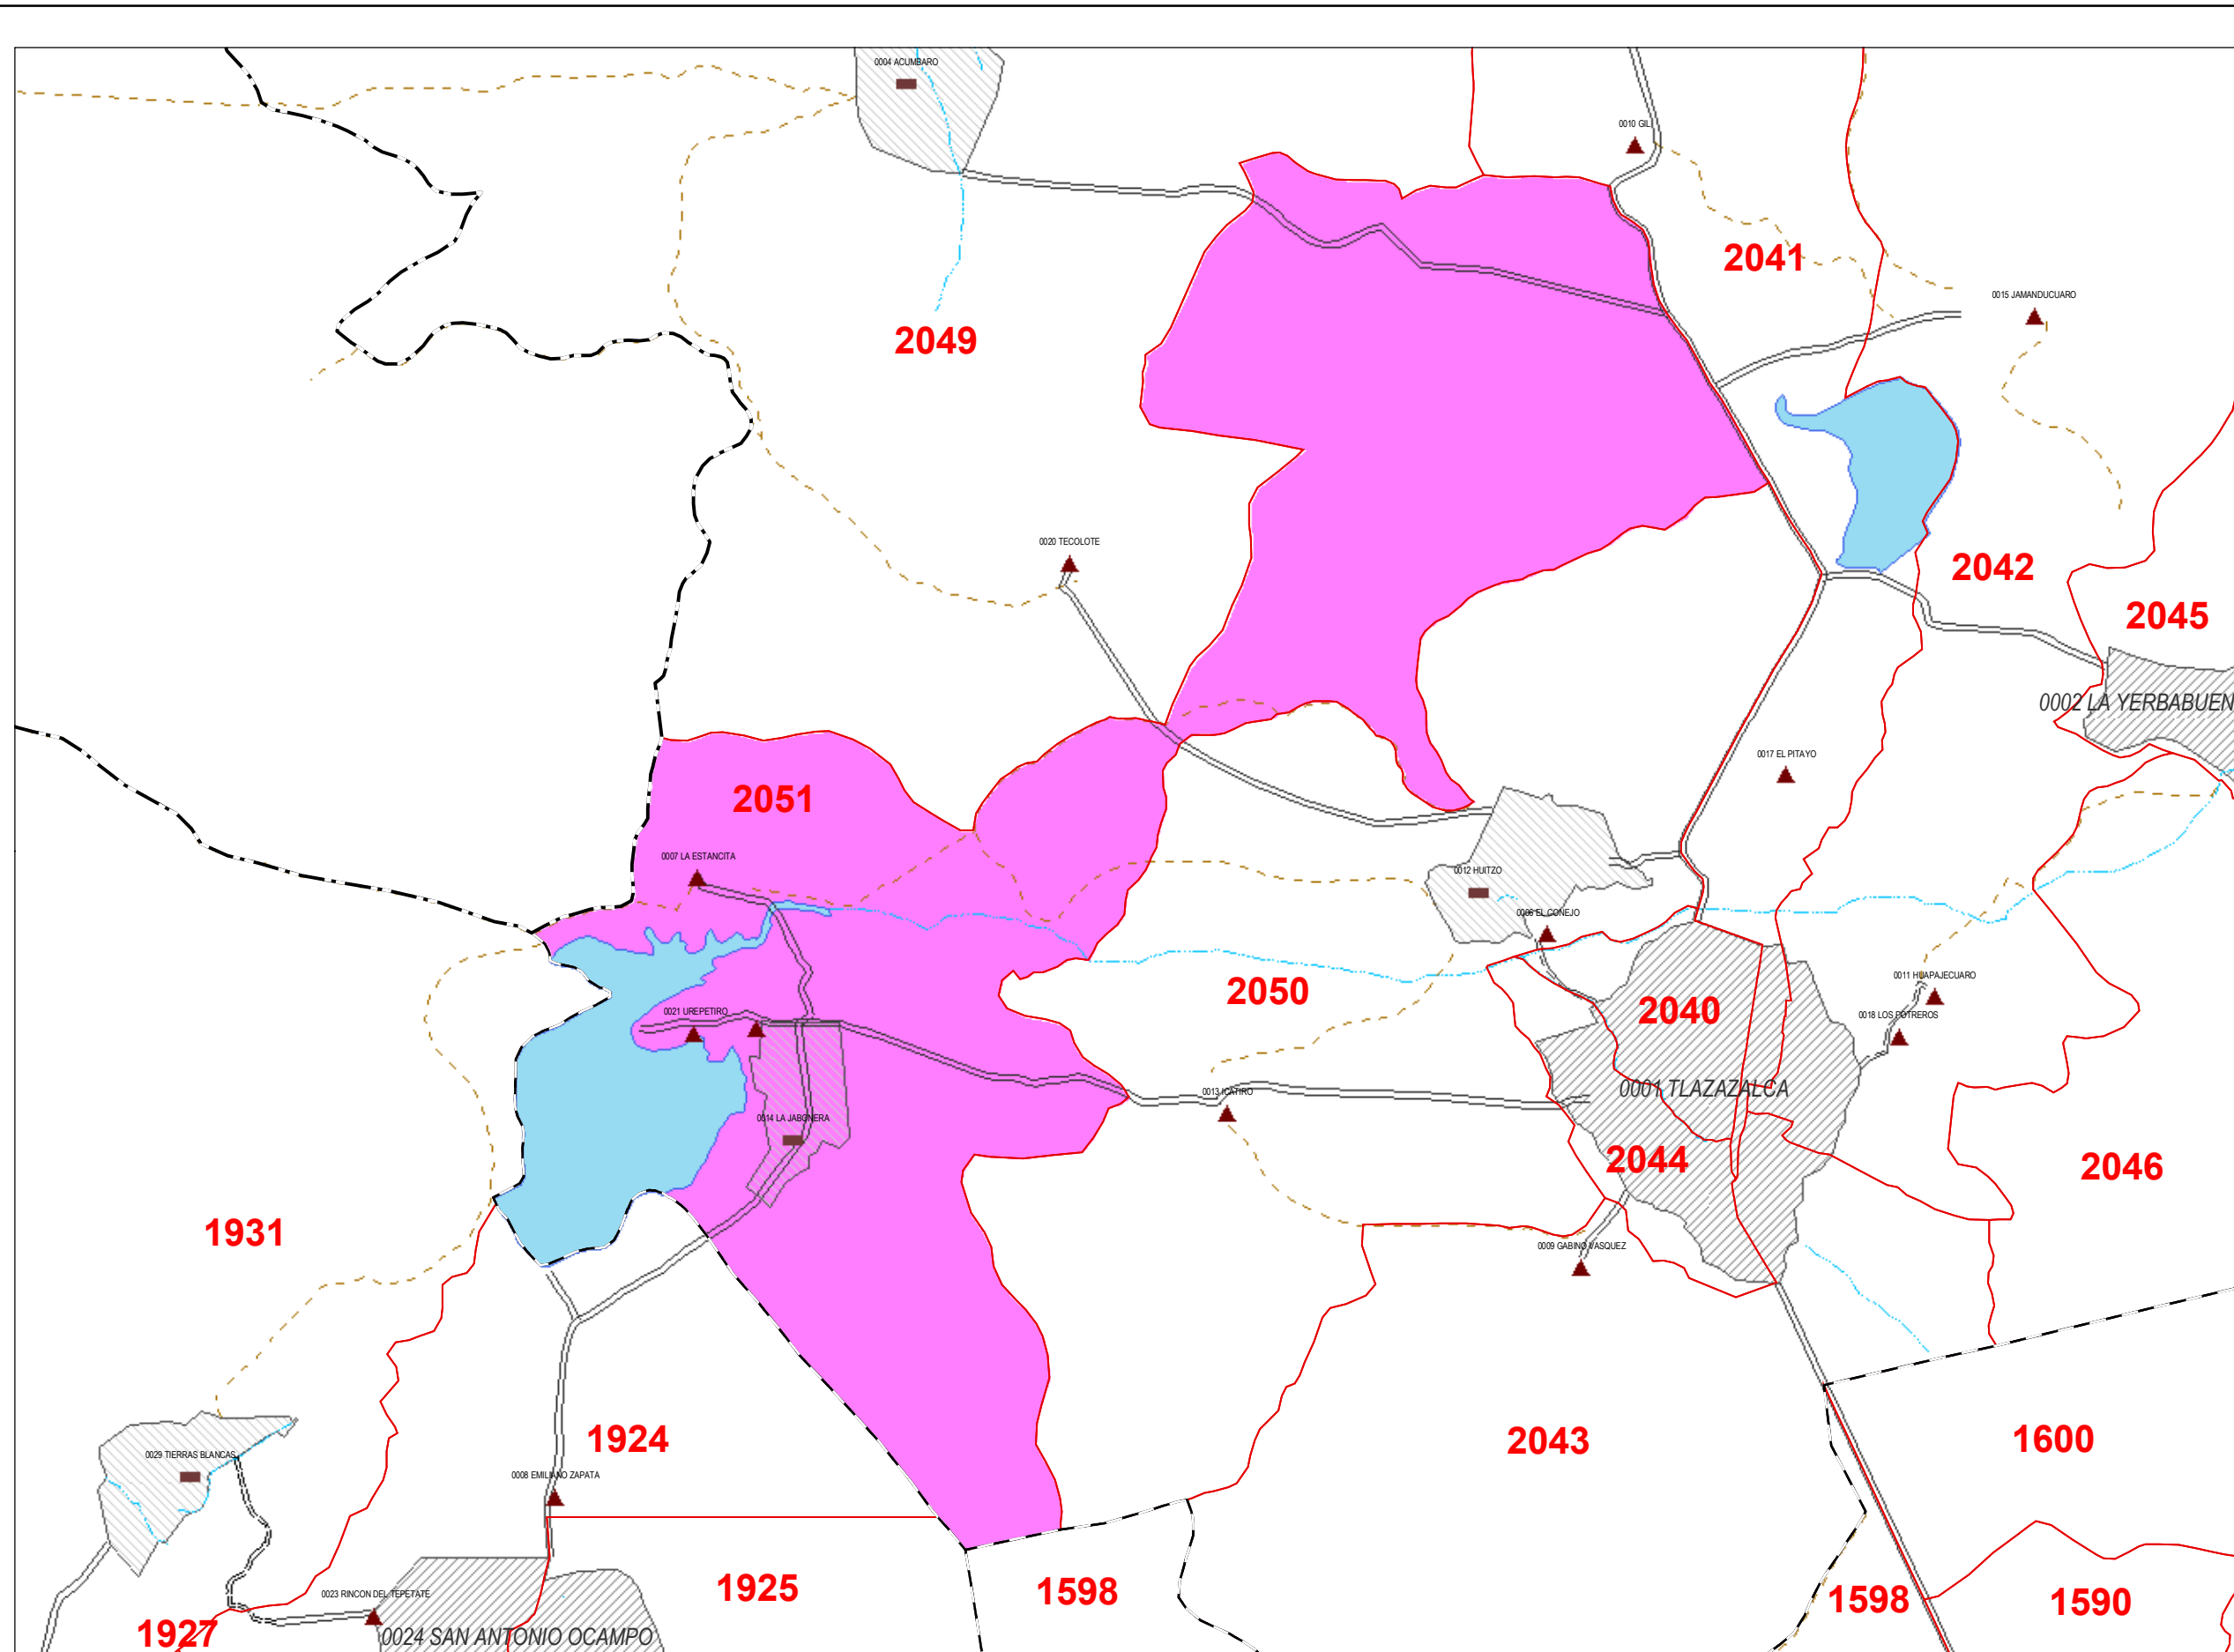 0004 ACUMBARO
0010 GIL
2041
0015 JAMANDUCUARO
2049
0020 TECOLOTE
2042
2045
0002 LA YERBABUEN
0017 EL PITAYO
2051
0007 LA ESTANCITA
0012 HUITZO
0006 EL CONEJO
0011 HUAPAJECUARO
2050
2040
0021 UREPETIRO
0018 LOS POTREROS
0013 ICATIRO
0001 TLAZAZALCA
0014 LA JABONERA
2044
2046
1931
0009 GABINO VASQUEZ
1924
2043
1600
0029 TIERRAS BLANCAS
0008 EMILIANO ZAPATA
1925
1598
1598
1590
0023 RINCON DEL TEPETATE
1927
0024 SAN ANTONIO OCAMPO